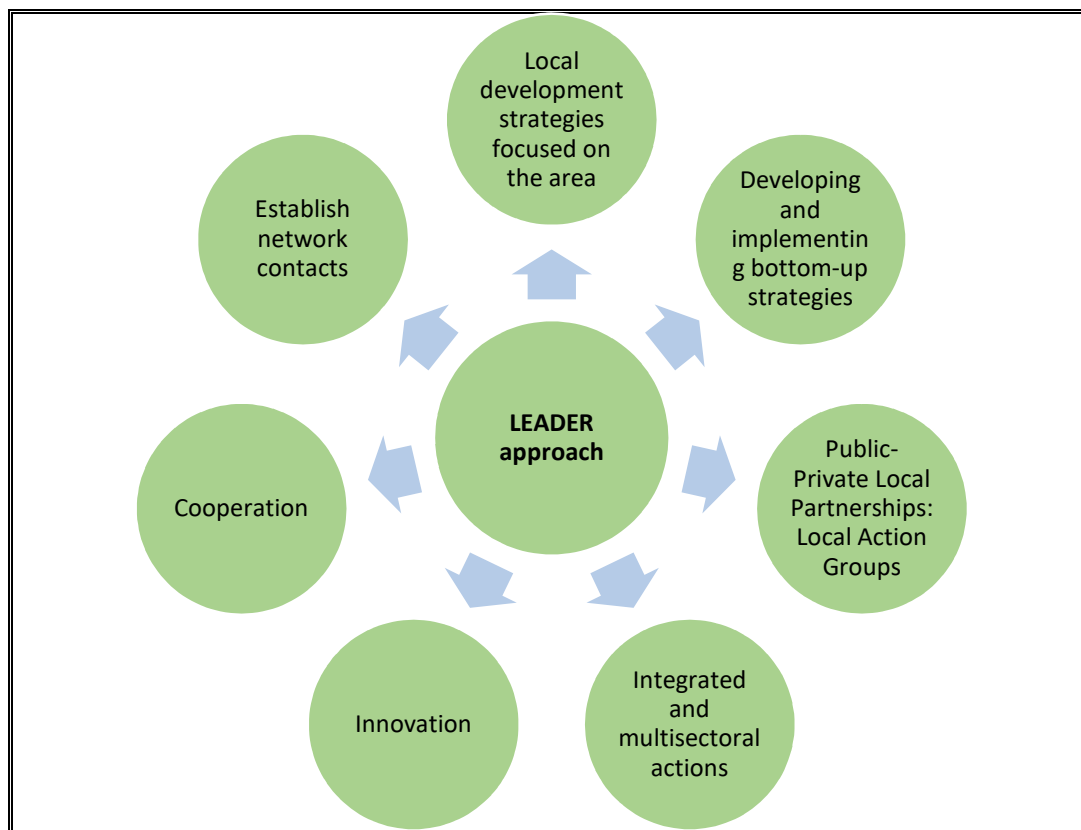 Local
development
strategies
focused on
the area
Developing
and
implementin
g bottom-up
strategies
Public-
Private Local
Partnerships:
Local Action
Groups
Integrated
and
multisectoral
actions
Innovation
Cooperation
Establish
network
contacts
LEADER
approach